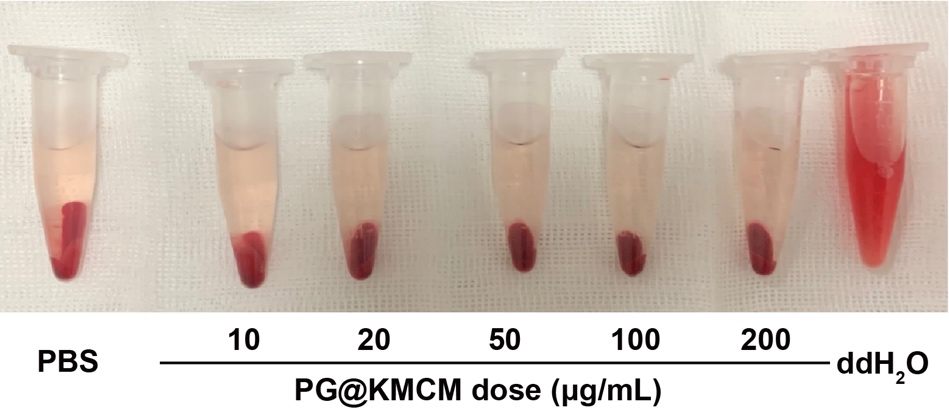 10 20 50 100 200
PBS ddH₂O
PG@KMCM dose (µg/mL)